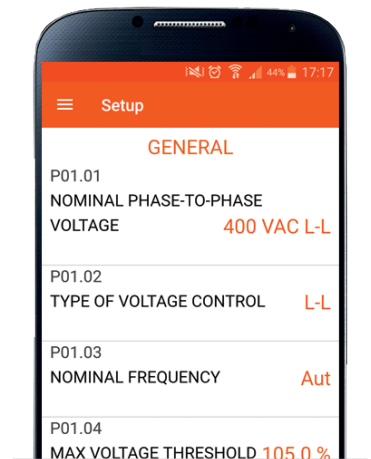 44% 17:17
Setup
GENERAL
P01.01
NOMINAL PHASE-TO-PHASE
VOLTAGE 400 VAC L-L
P01.02
TYPE OF VOLTAGE CONTROL L-L
P01.03
NOMINAL FREQUENCY Aut
P01.04
MAX VOLTAGE THRESHOLD 105.0 %